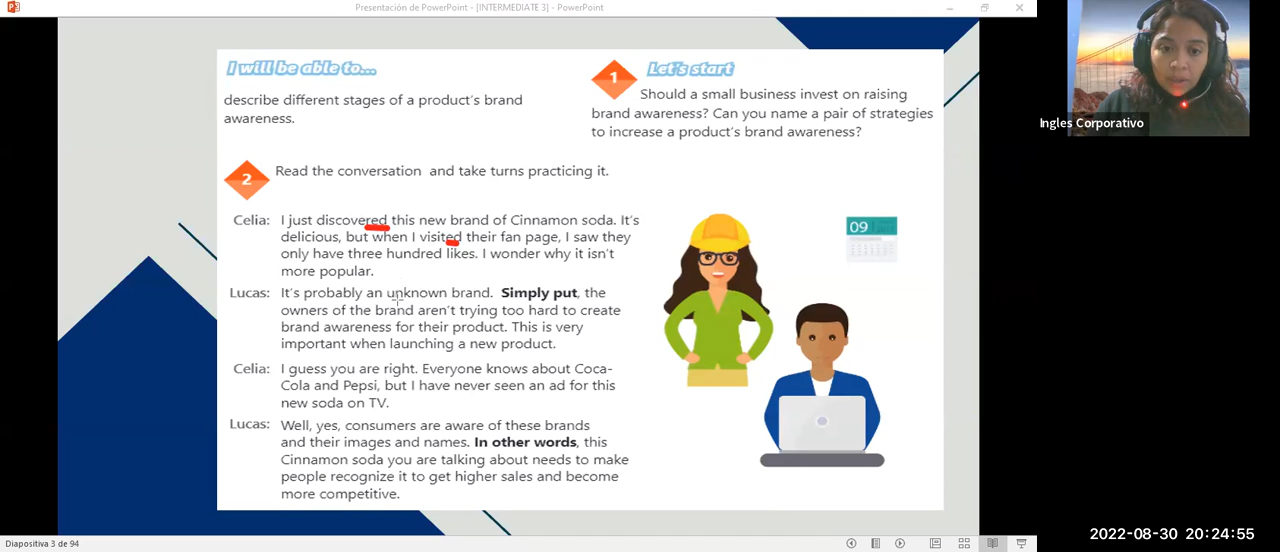 Presentación de PowerPoint - [INTERMEDIATE 3] - PowerPoint
I will be able to...
describe different stages of a product's brand
awareness.
1
Let's start
Should a small business invest on raising
brand awareness? Can you name a pair of strategies
to increase a product's brand awareness?
2
Read the conversation and take turns practicing it.
Celia: I just discovered this new brand of Cinnamon soda. It's
delicious, but when I visited their fan page, I saw they
only have three hundred likes. I wonder why it isn't
more popular.
Lucas: It's probably an unknown brand. Simply put, the
owners of the brand aren't trying too hard to create
brand awareness for their product. This is very
important when launching a new product.
Celia: I guess you are right. Everyone knows about Coca-
Cola and Pepsi, but I have never seen an ad for this
new soda on TV.
Lucas: Well, yes, consumers are aware of these brands
and their images and names. In other words, this
Cinnamon soda you are talking about needs to make
people recognize it to get higher sales and become
more competitive.
09
Ingles Corporativo
Diapositiva 3 de 94
2022-08-30 20:24:55